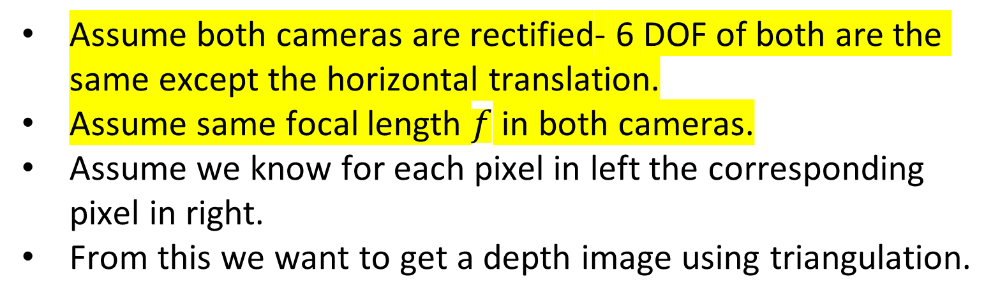 • Assume both cameras are rectified- 6 DOF of both are the
same except the horizontal translation.
• Assume same focal length f in both cameras.
• Assume we know for each pixel in left the corresponding
pixel in right.
• From this we want to get a depth image using triangulation.